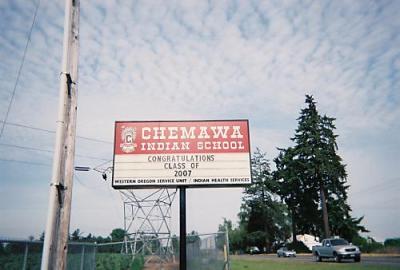 CHEMAWA
INDIAN SCHOOL
CONGRATULATIONS
CLASS OF
2007
WESTERN OREGON SERVICE UNIT / INDIAN HEALTH SERVICES